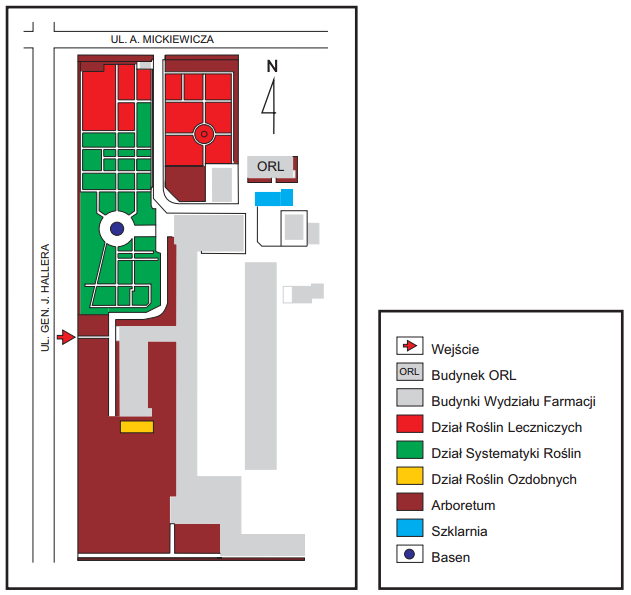 UL. A. MICKIEWICZA
N
ORL
UL. GEN. J. HALLERA
Wejście
ORL Budynek ORL
Budynki Wydziału Farmacji
Dział Roślin Leczniczych
Dział Systematyki Roślin
Dział Roślin Ozdobnych
Arboretum
Szklarnia
Basen